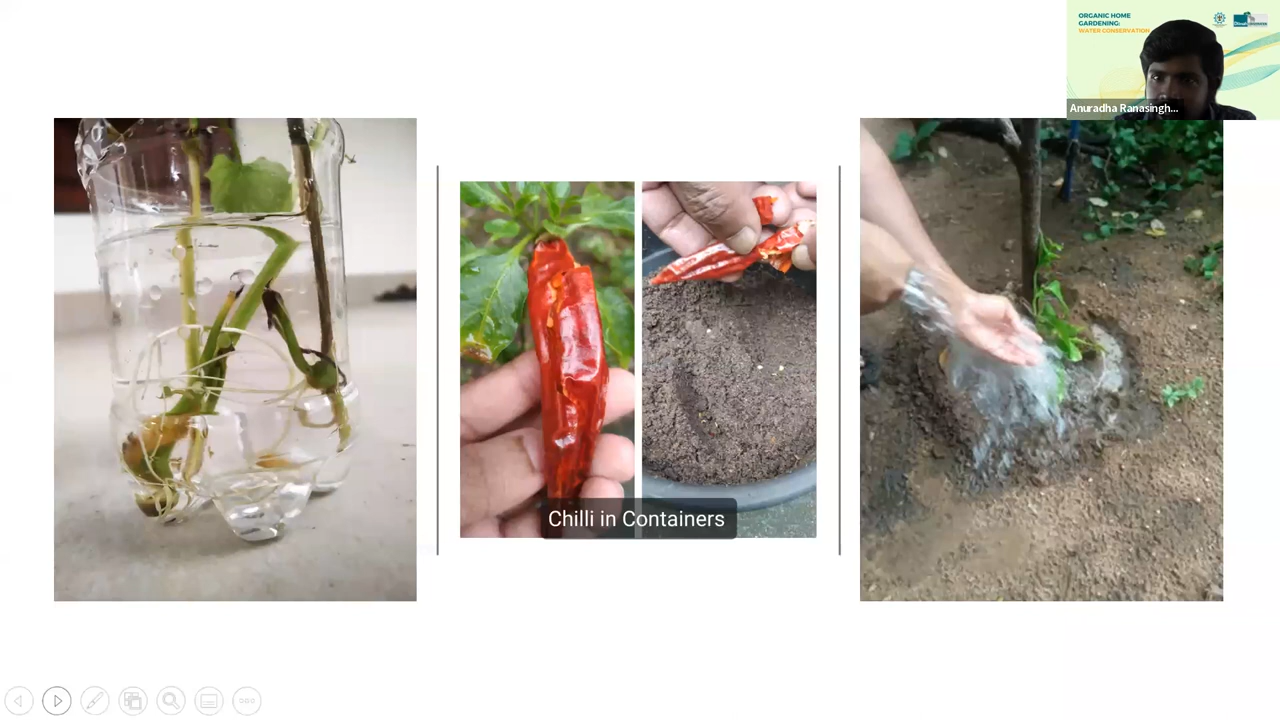 ORGANIC HOME
GARDENING:
WATER CONSERVATION
Anuradha Ranasingh...
Chilli in Containers